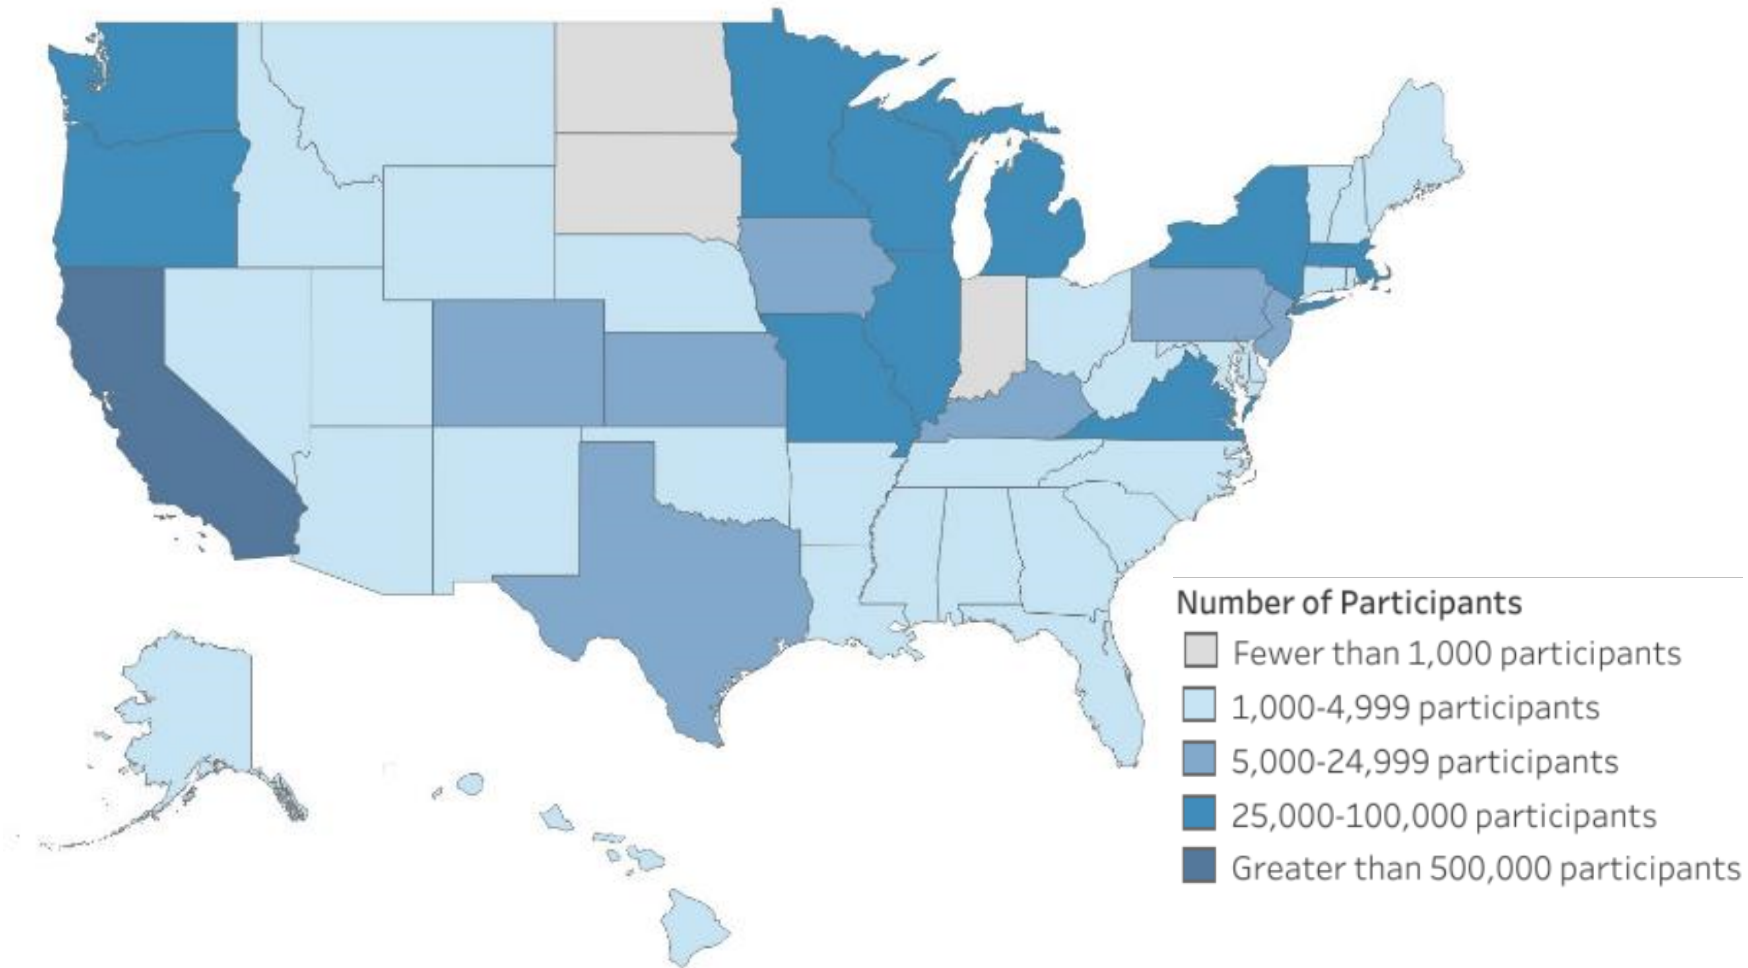 Number of Participants
Fewer than 1,000 participants
1,000-4,999 participants
5,000-24,999 participants
25,000-100,000 participants
Greater than 500,000 participants